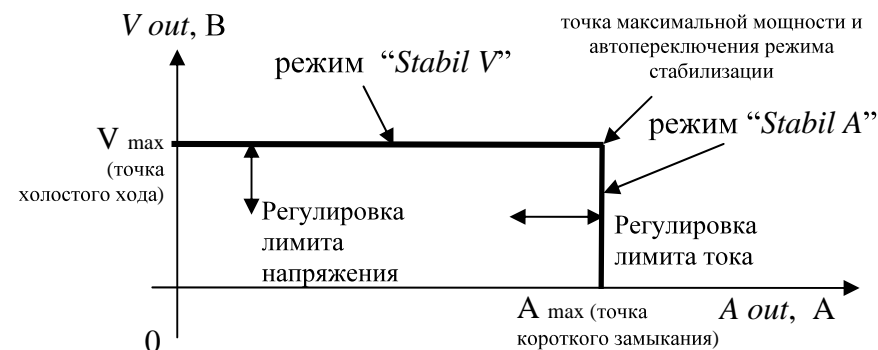 V out, В
точка максимальной мощности и
автопереключения режима
стабилизации
режим “Stabil V”
режим “Stabil A”
V max
(точка
холостого хода)
Регулировка
лимита
напряжения
Регулировка
лимита тока
A max (точка
короткого замыкания)
A out, А
0